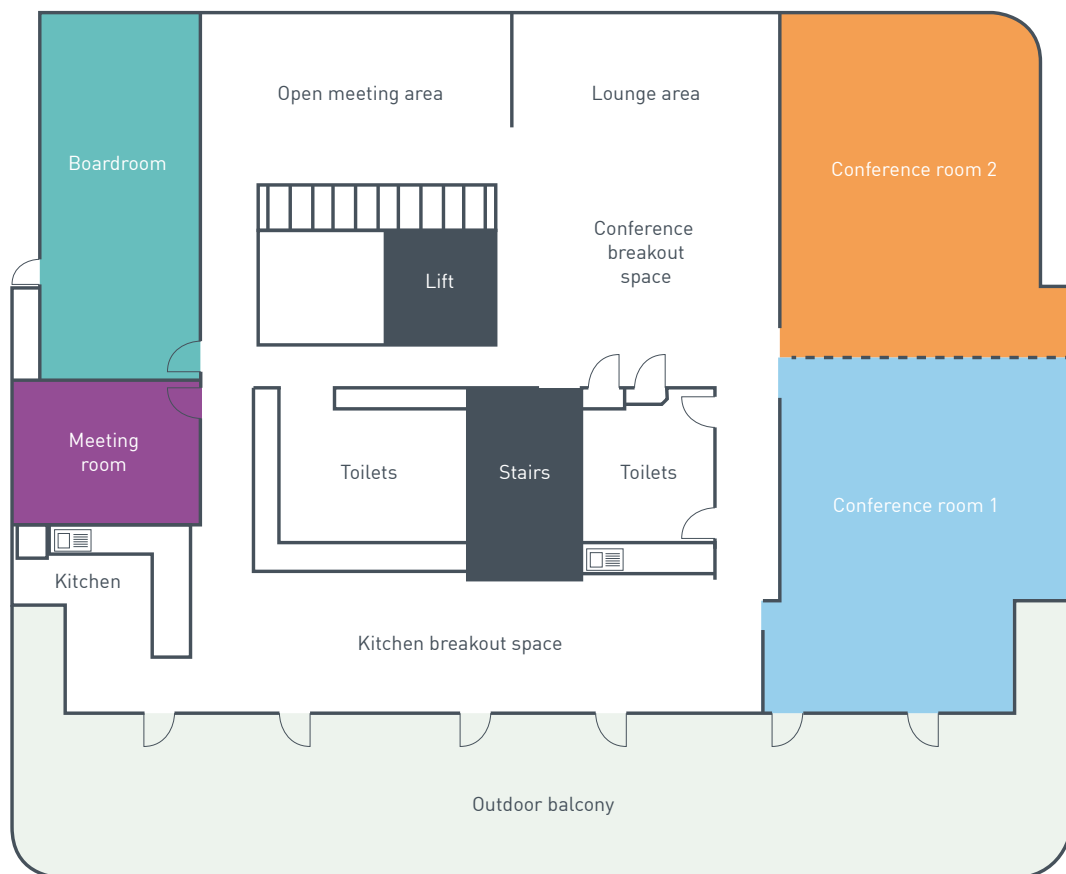 Open meeting area
Lounge area
Boardroom
Conference room 2
Conference
breakout
space
Lift
Meeting
room
Toilets
Stairs
Toilets
Conference room 1
Kitchen
Kitchen breakout space
Outdoor balcony